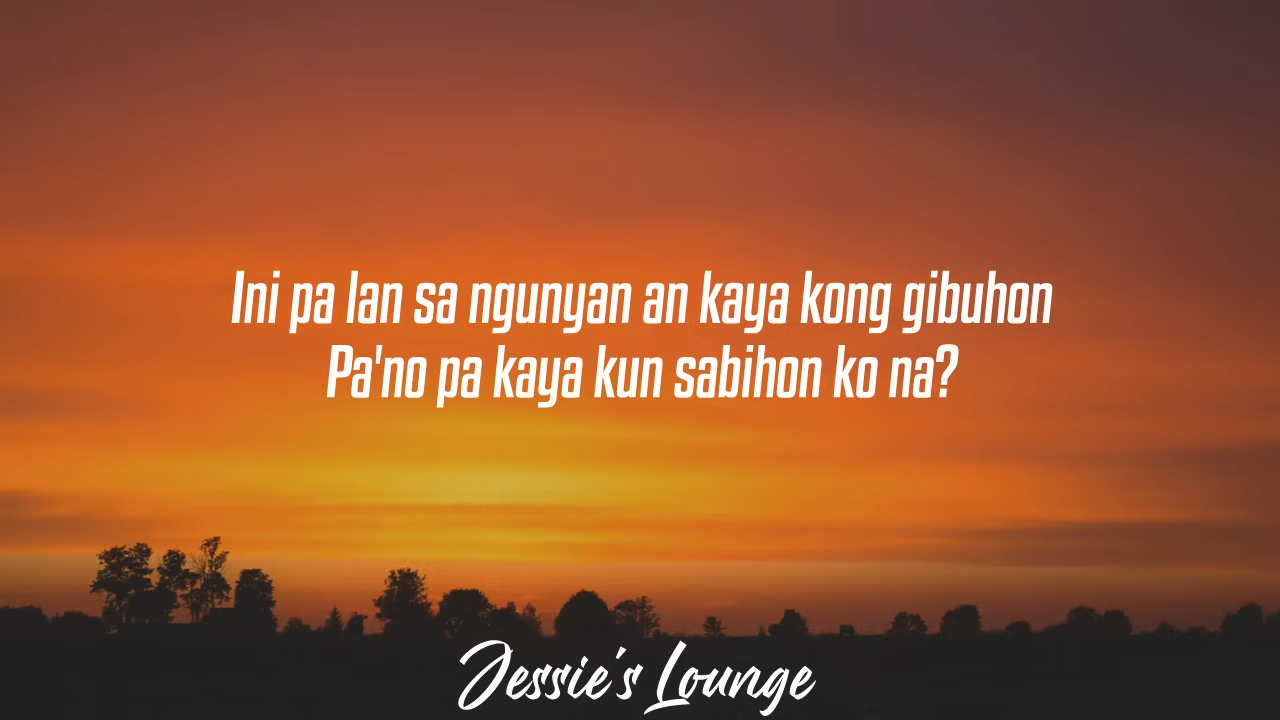 Ini pa lan sa ngunyan an kaya kong gibuhon
Pa'no pa kaya kun sabihon ko na?
Jessie's Lounge